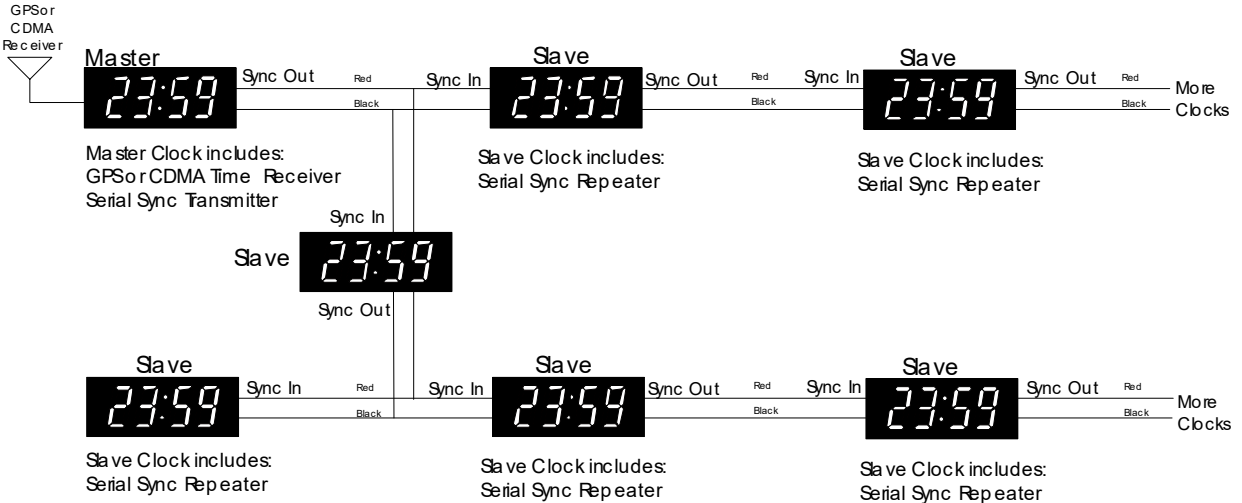 GPS or
CDMA
Receiver
Master
23:59
Sync Out
Red
Black
Sync In
Slave
23:59
Sync Out
Red
Black
Sync In
Slave
23:59
Sync Out
Red
Black
More
Clocks
Master Clock includes:
GPS or CDMA Time Receiver
Serial Sync Transmitter
Slave Clock includes:
Serial Sync Repeater
Slave Clock includes:
Serial Sync Repeater
Sync In
Slave
23:59
Sync Out
Slave
23:59
Sync In
Red
Black
Sync In
Slave
23:59
Sync Out
Red
Black
Sync In
Slave
23:59
Sync Out
Red
Black
More
Clocks
Slave Clock includes:
Serial Sync Repeater
Slave Clock includes:
Serial Sync Repeater
Slave Clock includes:
Serial Sync Repeater